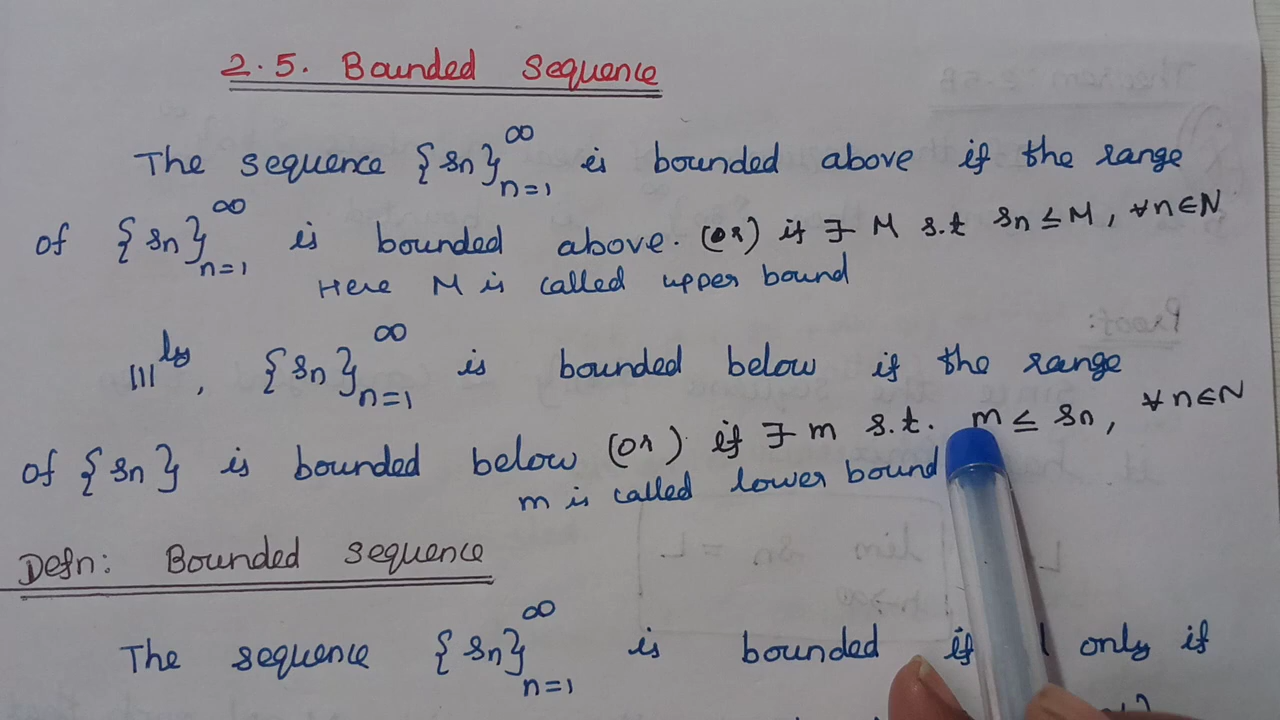 2.5. Bounded Sequence
The sequence {sn}∞n=1 is bounded above if the range
of {sn}∞n=1 is bounded above. (or) if ∃ M s.t sn ≤ M, ∀n∈N
Here M is called upper bound
III ly, {sn}∞n=1 is bounded below if the range
of {sn} is bounded below (or) if ∃ m s.t. m ≤ sn, ∀n∈N
m is called lower bound
Defn: Bounded sequence
The sequence {sn}∞n=1 is bounded if only if